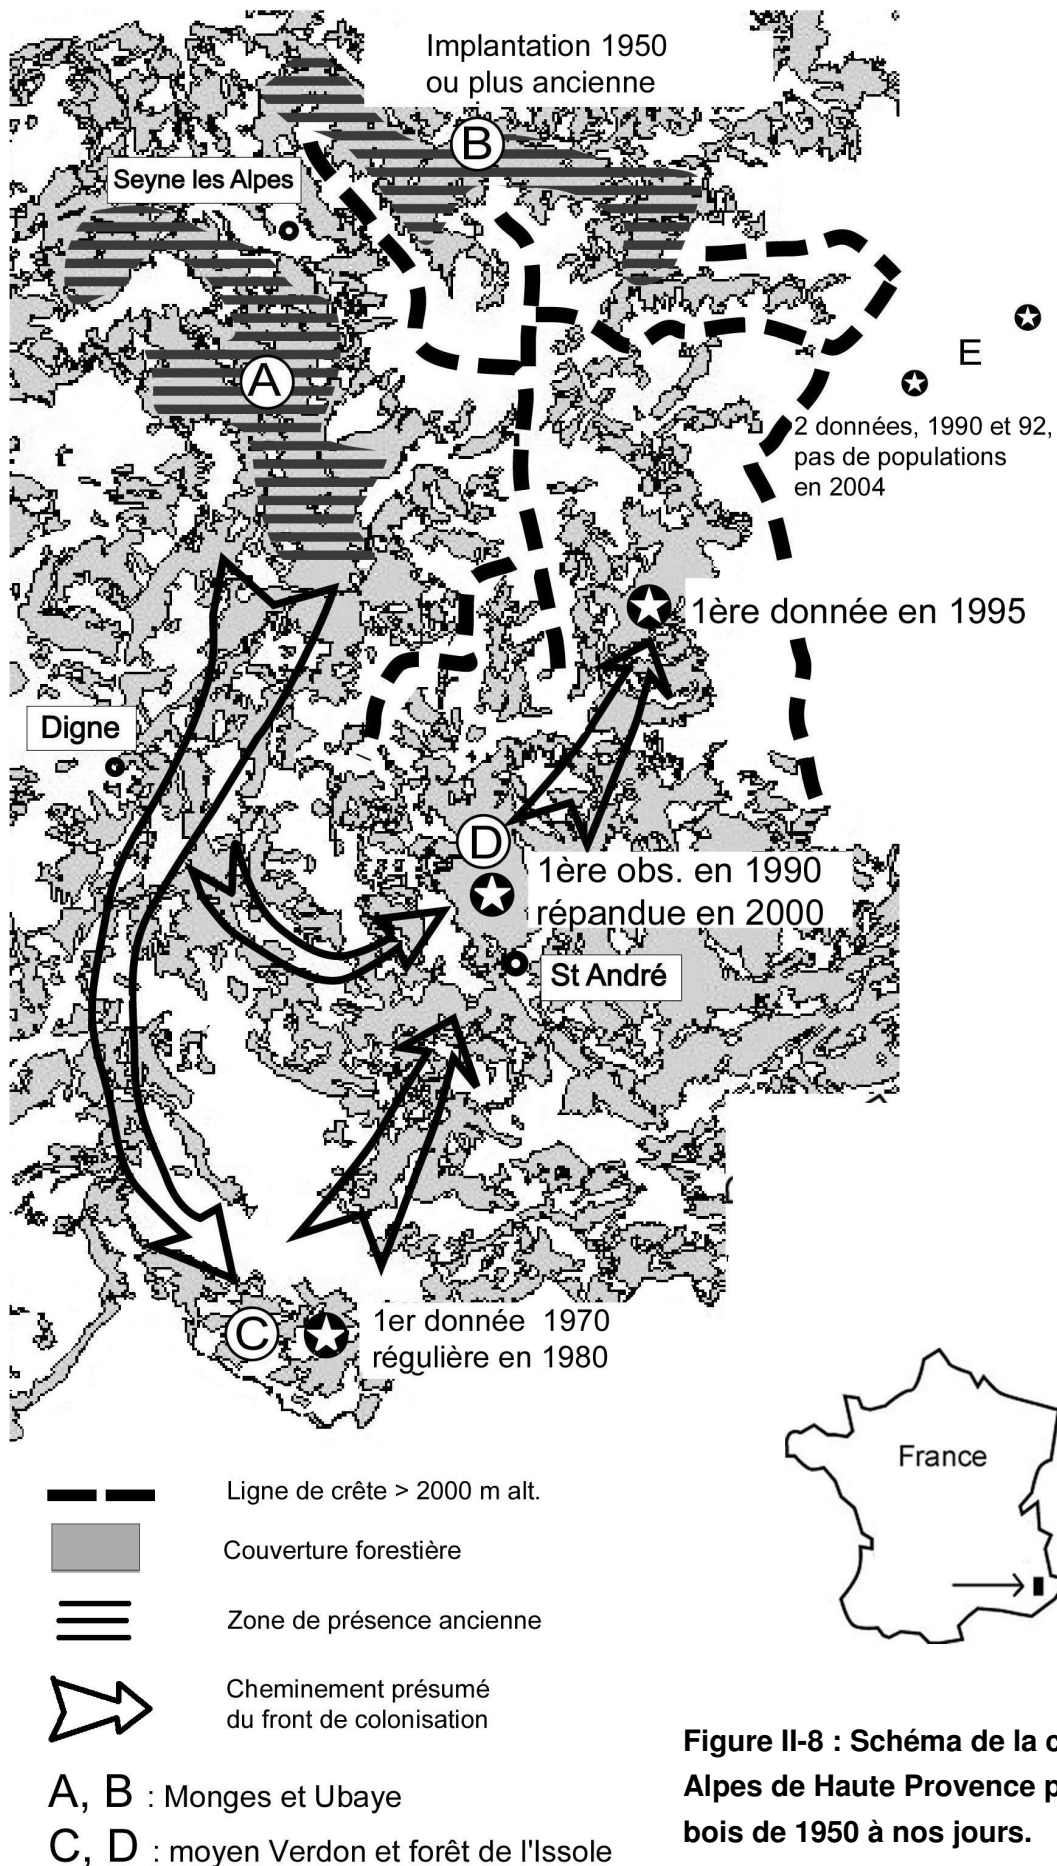 Implantation 1950
ou plus ancienne
B
Seyne les Alpes
A
E
2 données, 1990 et 92,
pas de populations
en 2004
1ère donnée en 1995
Digne
D
1ère obs. en 1990
répandue en 2000
St André
C
1er donnée 1970
régulière en 1980
France
Ligne de crête > 2000 m alt.
Couverture forestière
Zone de présence ancienne
Cheminement présumé
du front de colonisation
A, B : Monges et Ubaye
C, D : moyen Verdon et forêt de l'Issole
Figure II-8 : Schéma de la
Alpes de Haute Provence
bois de 1950 à nos jours.